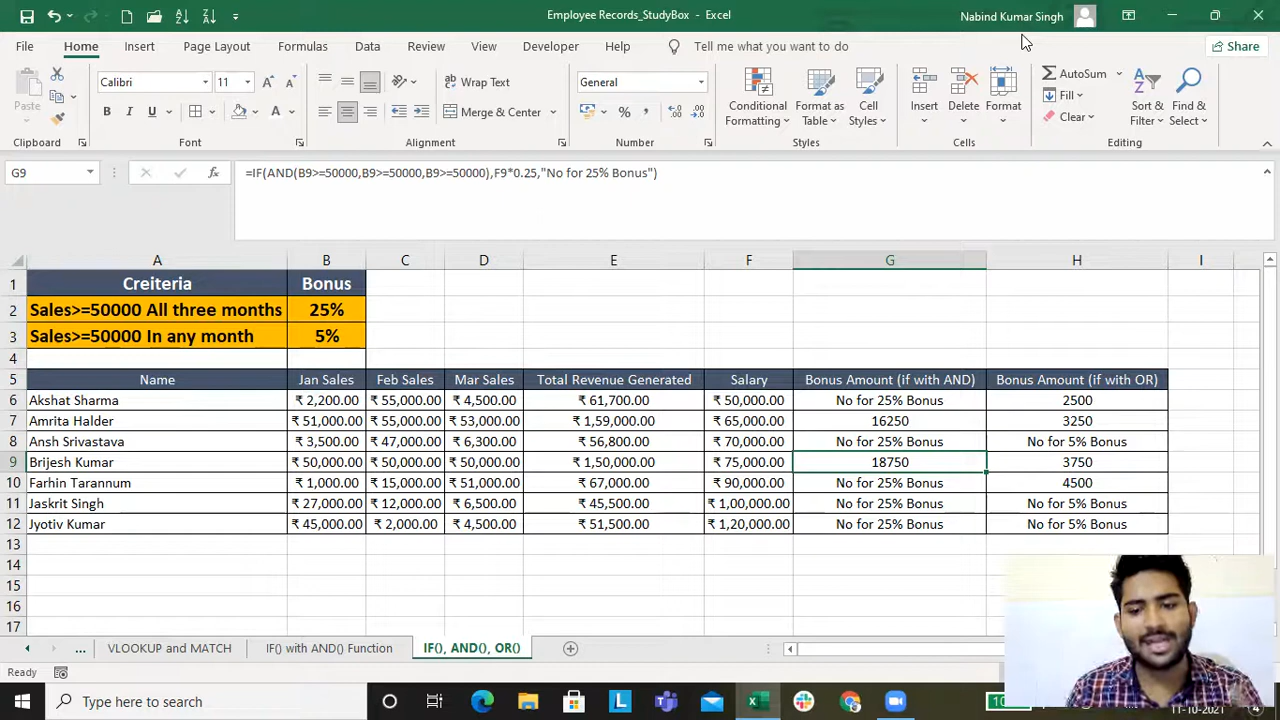 Employee Records_StudyBox - Excel
Nabind Kumar Singh
File Home Insert Page Layout Formulas Data Review View Developer Help Tell me what you want to do Share
Paste
Calibri 11
Wrap Text
Merge & Center
B I U
General
Conditional Formatting
Format as Table
Cell Styles
Insert Delete Format
AutoSum
Fill
Clear
Sort & Filter
Find & Select
Clipboard Font Alignment Number Styles Cells Editing
G9 fx =IF(AND(B9>=50000,B9>=50000,B9>=50000),F9*0.25,"No for 25% Bonus")
A B C D E F G H I
1 Creiteria Bonus
2 Sales>=50000 All three months 25%
3 Sales>=50000 In any month 5%
4
5 Name Jan Sales Feb Sales Mar Sales Total Revenue Generated Salary Bonus Amount (if with AND) Bonus Amount (if with OR)
6 Akshat Sharma ₹ 2,200.00 ₹ 55,000.00 ₹ 4,500.00 ₹ 61,700.00 ₹ 50,000.00 No for 25% Bonus 2500
7 Amrita Halder ₹ 51,000.00 ₹ 55,000.00 ₹ 53,000.00 ₹ 1,59,000.00 ₹ 65,000.00 16250 3250
8 Ansh Srivastava ₹ 3,500.00 ₹ 47,000.00 ₹ 6,300.00 ₹ 56,800.00 ₹ 70,000.00 No for 25% Bonus No for 5% Bonus
9 Brijesh Kumar ₹ 50,000.00 ₹ 50,000.00 ₹ 50,000.00 ₹ 1,50,000.00 ₹ 75,000.00 18750 3750
10 Farhin Tarannum ₹ 1,000.00 ₹ 15,000.00 ₹ 51,000.00 ₹ 67,000.00 ₹ 90,000.00 No for 25% Bonus 4500
11 Jaskrit Singh ₹ 27,000.00 ₹ 12,000.00 ₹ 6,500.00 ₹ 45,500.00 ₹ 1,00,000.00 No for 25% Bonus No for 5% Bonus
12 Jyotiv Kumar ₹ 45,000.00 ₹ 2,000.00 ₹ 4,500.00 ₹ 51,500.00 ₹ 1,20,000.00 No for 25% Bonus No for 5% Bonus
13
14
15
16
17
... VLOOKUP and MATCH IF() with AND() Function IF(), AND(), OR()
Ready
Type here to search
11-10-2021